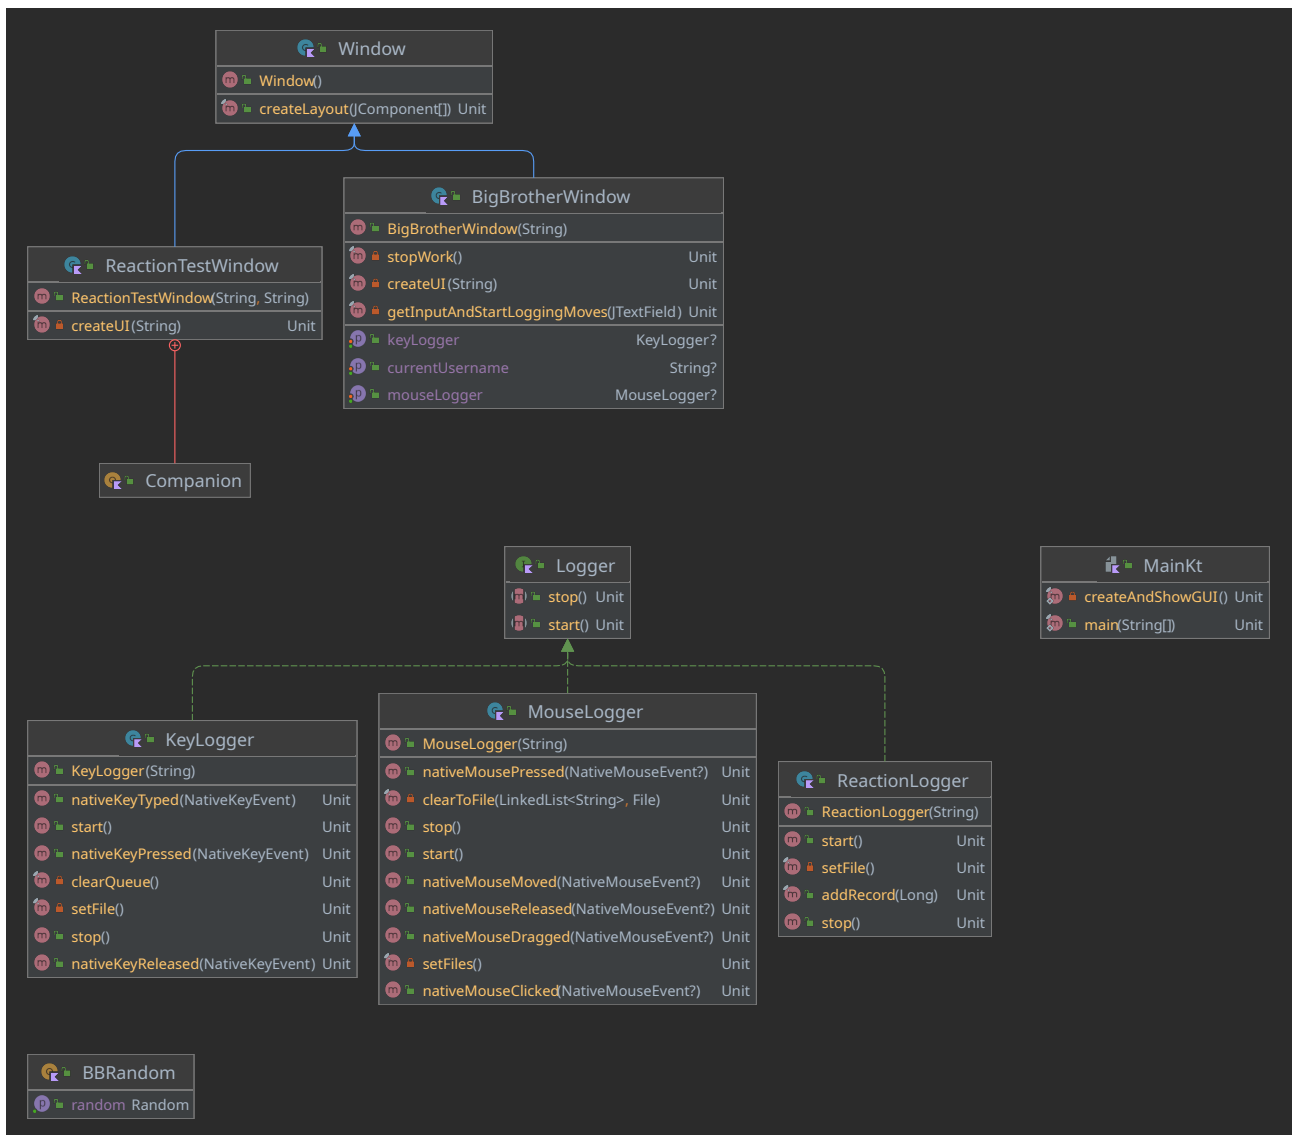 Window
Window()
createLayout(JComponent[]) Unit
BigBrotherWindow
BigBrotherWindow(String)
stopWork() Unit
createUI(String) Unit
getInputAndStartLoggingMoves(JTextField) Unit
keyLogger KeyLogger?
currentUsername String?
mouseLogger MouseLogger?
ReactionTestWindow
ReactionTestWindow(String, String)
createUI(String) Unit
Companion
Logger
stop() Unit
start() Unit
MainKt
createAndShowGUI() Unit
main(String[]) Unit
KeyLogger
KeyLogger(String)
nativeKeyTyped(NativeKeyEvent) Unit
start() Unit
nativeKeyPressed(NativeKeyEvent) Unit
clearQueue() Unit
setFile() Unit
stop() Unit
nativeKeyReleased(NativeKeyEvent) Unit
MouseLogger
MouseLogger(String)
nativeMousePressed(NativeMouseEvent?) Unit
clearToFile(LinkedList<String>, File) Unit
stop() Unit
start() Unit
nativeMouseMoved(NativeMouseEvent?) Unit
nativeMouseReleased(NativeMouseEvent?) Unit
nativeMouseDragged(NativeMouseEvent?) Unit
setFiles() Unit
nativeMouseClicked(NativeMouseEvent?) Unit
ReactionLogger
ReactionLogger(String)
start() Unit
setFile() Unit
addRecord(Long) Unit
stop() Unit
BBRandom
random Random